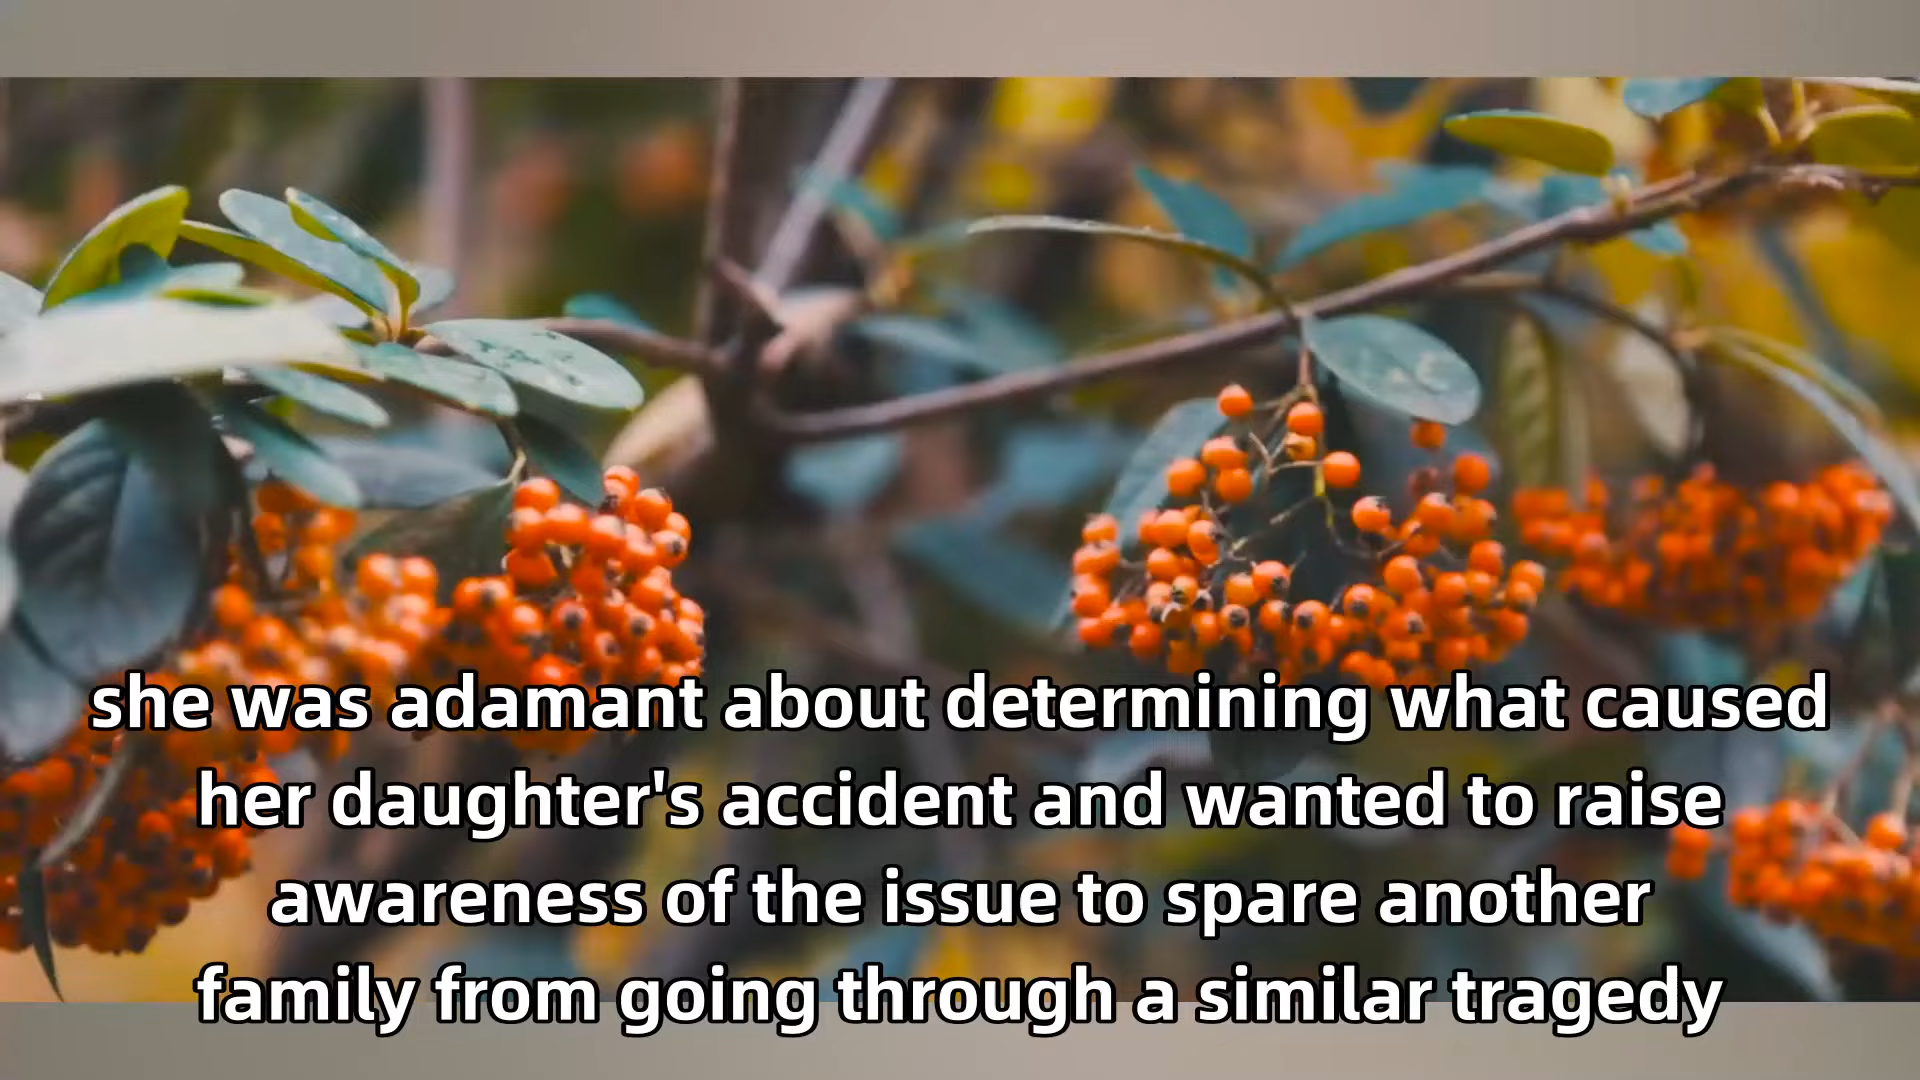 she was adamant about determining what caused
her daughter's accident and wanted to raise
awareness of the issue to spare another
family from going through a similar tragedy